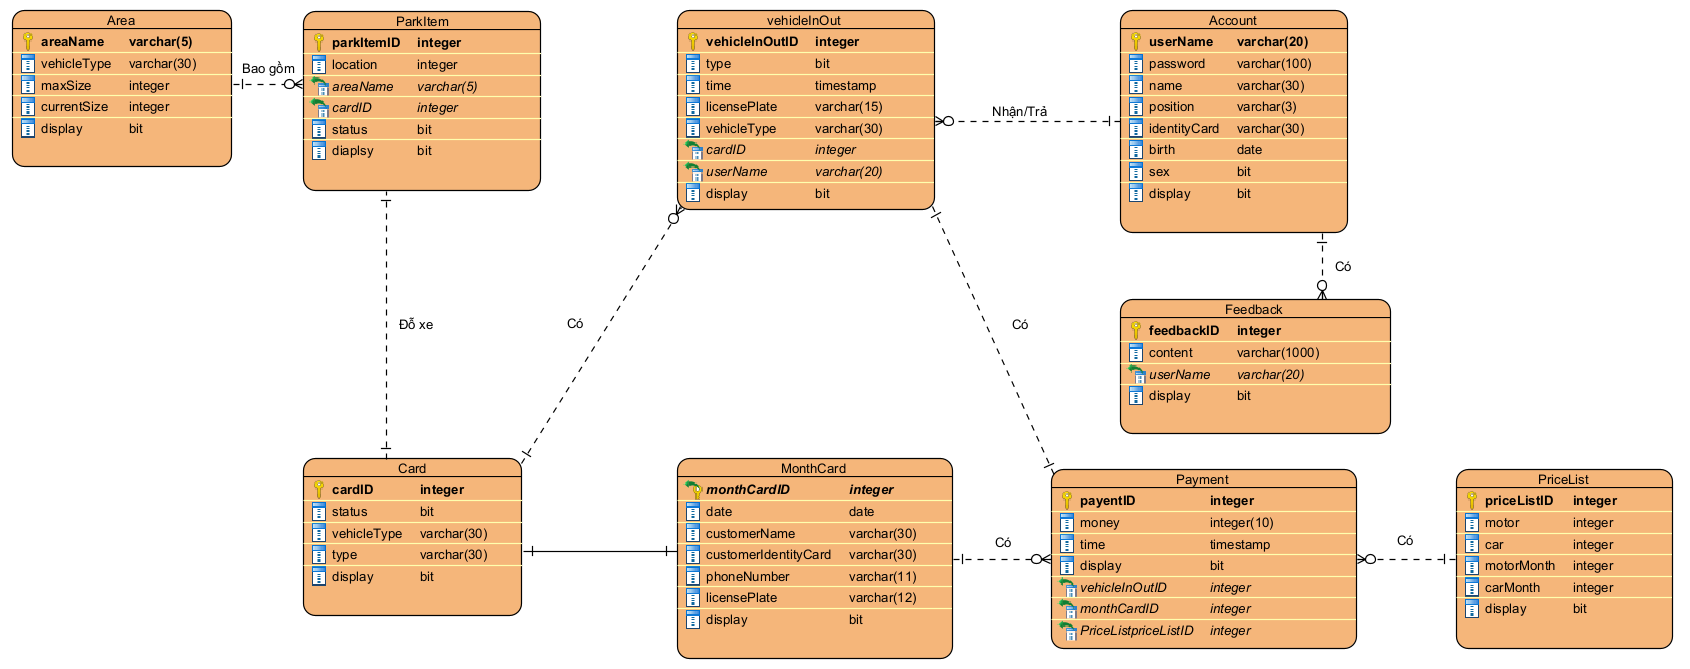 Area
areaName varchar(5)
vehicleType varchar(30)
maxSize integer
currentSize integer
display bit
Bao gồm
ParkItem
parkItemID integer
location integer
areaName varchar(5)
cardID integer
status bit
diaplsy bit
vehicleInOut
vehicleInOutID integer
type bit
time timestamp
licensePlate varchar(15)
vehicleType varchar(30)
cardID integer
userName varchar(20)
display bit
Nhận/Trả
Account
userName varchar(20)
password varchar(100)
name varchar(30)
position varchar(3)
identityCard varchar(30)
birth date
sex bit
display bit
Có
Feedback
feedbackID integer
content varchar(1000)
userName varchar(20)
display bit
Đỗ xe
Có
Có
Card
cardID integer
status bit
vehicleType varchar(30)
type varchar(30)
display bit
MonthCard
monthCardID integer
date date
customerName varchar(30)
customerIdentityCard varchar(30)
phoneNumber varchar(11)
licensePlate varchar(12)
display bit
Có
Payment
payentID integer
money integer(10)
time timestamp
display bit
vehicleInOutID integer
monthCardID integer
PriceListpriceListID integer
Có
PriceList
priceListID integer
motor integer
car integer
motorMonth integer
carMonth integer
display bit